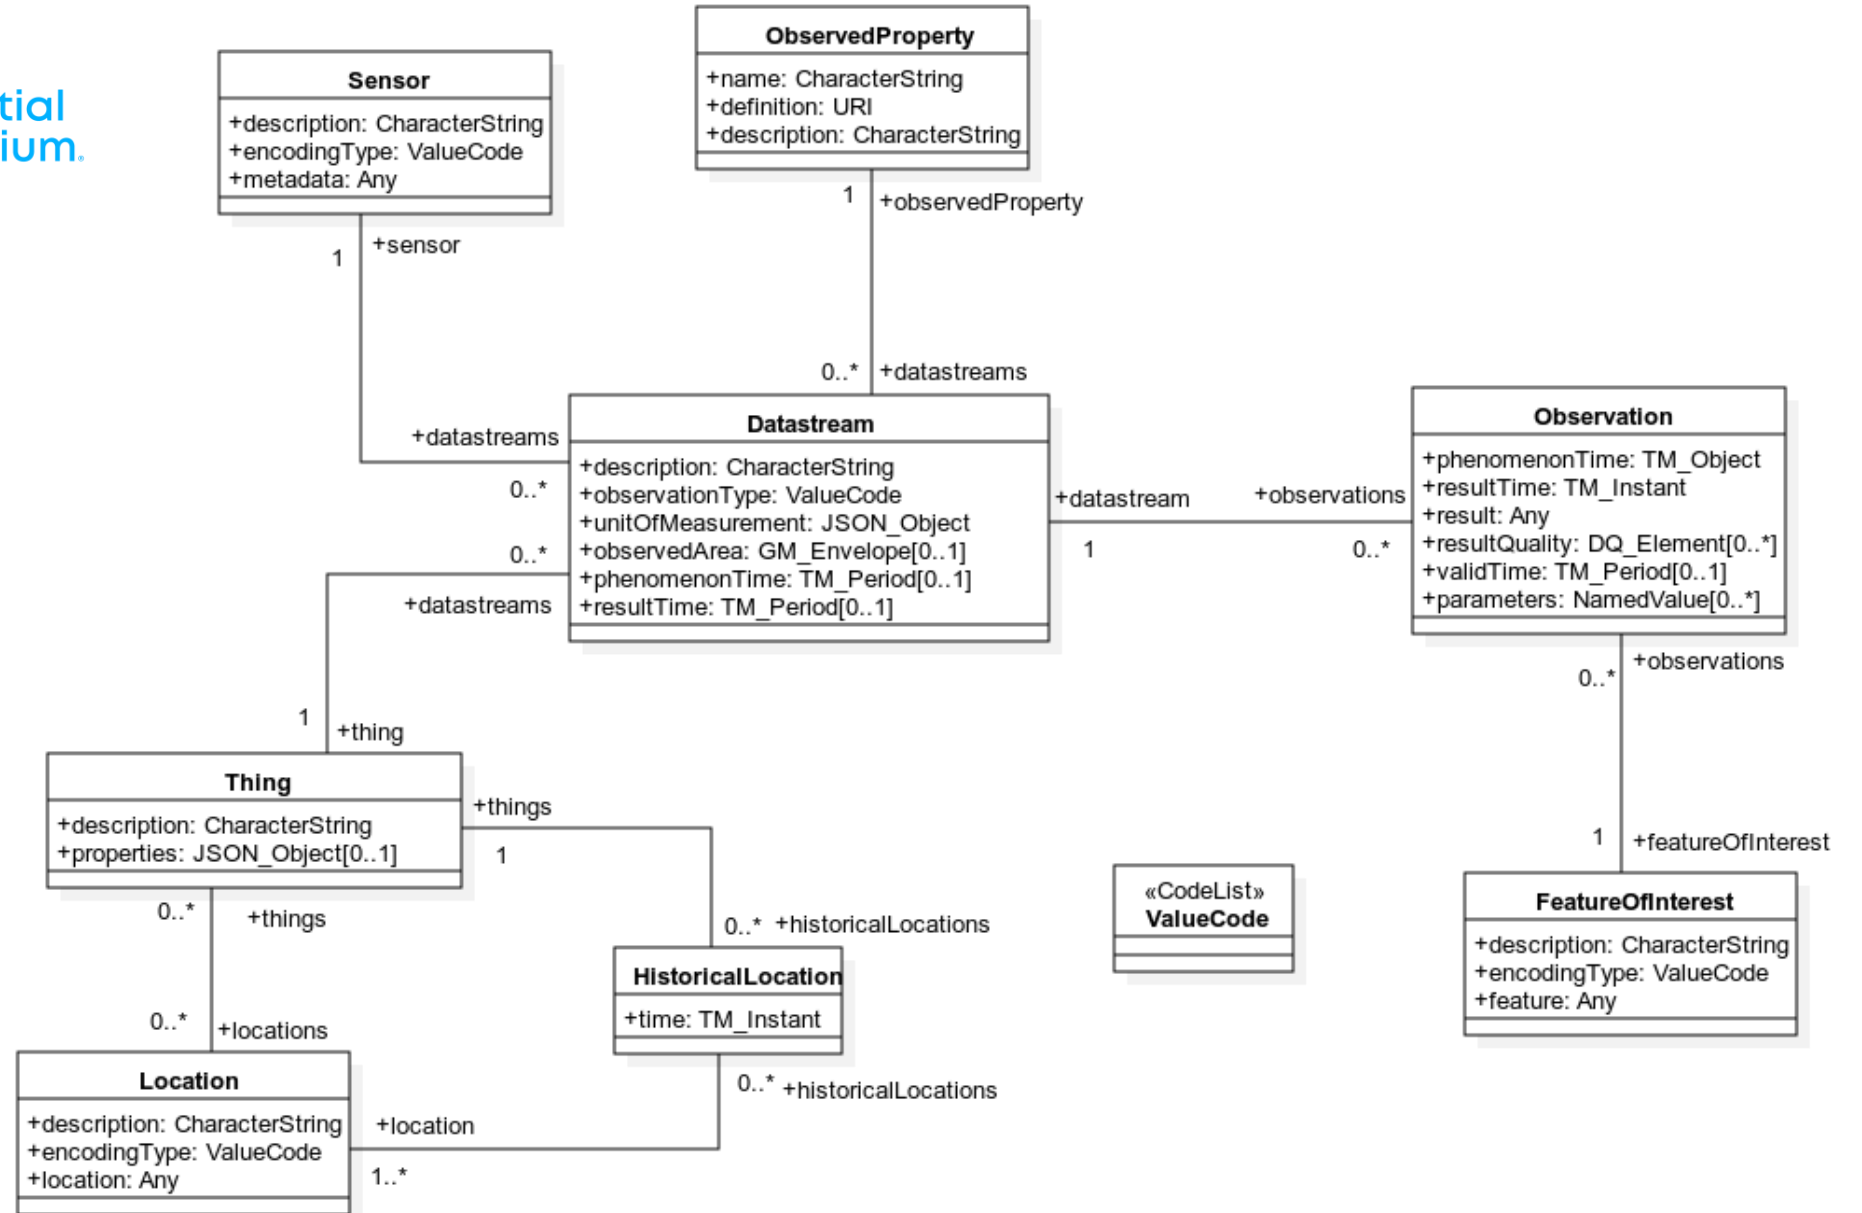 tial
ium.
Sensor
+description: CharacterString
+encodingType: ValueCode
+metadata: Any
1
+sensor
ObservedProperty
+name: CharacterString
+definition: URI
+description: CharacterString
1
+observedProperty
0..*
+datastreams
+datastreams
0..*
Datastream
+description: CharacterString
+observationType: ValueCode
+unitOfMeasurement: JSON_Object
+observedArea: GM_Envelope[0..1]
+phenomenonTime: TM_Period[0..1]
+resultTime: TM_Period[0..1]
+datastream
1
+observations
0..*
Observation
+phenomenonTime: TM_Object
+resultTime: TM_Instant
+result: Any
+resultQuality: DQ_Element[0..*]
+validTime: TM_Period[0..1]
+parameters: NamedValue[0..*]
0..*
+observations
0..*
+datastreams
1
+thing
Thing
+description: CharacterString
+properties: JSON_Object[0..1]
+things
1
0..*
+things
0..*
+historicalLocations
HistoricalLocation
+time: TM_Instant
0..*
+historicalLocations
0..*
+locations
Location
+description: CharacterString
+encodingType: ValueCode
+location: Any
+location
1..*
«CodeList»
ValueCode
1
+featureOfInterest
FeatureOfInterest
+description: CharacterString
+encodingType: ValueCode
+feature: Any